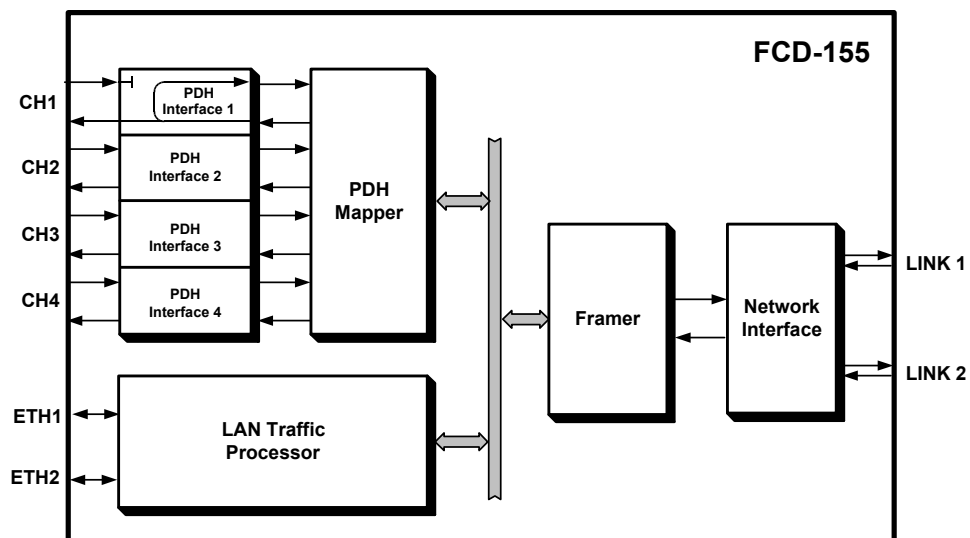 FCD-155
CH1
PDH
Interface 1
CH2
PDH
Interface 2
CH3
PDH
Interface 3
CH4
PDH
Interface 4
PDH
Mapper
Framer
Network
Interface
LINK 1
LINK 2
ETH1
ETH2
LAN Traffic
Processor